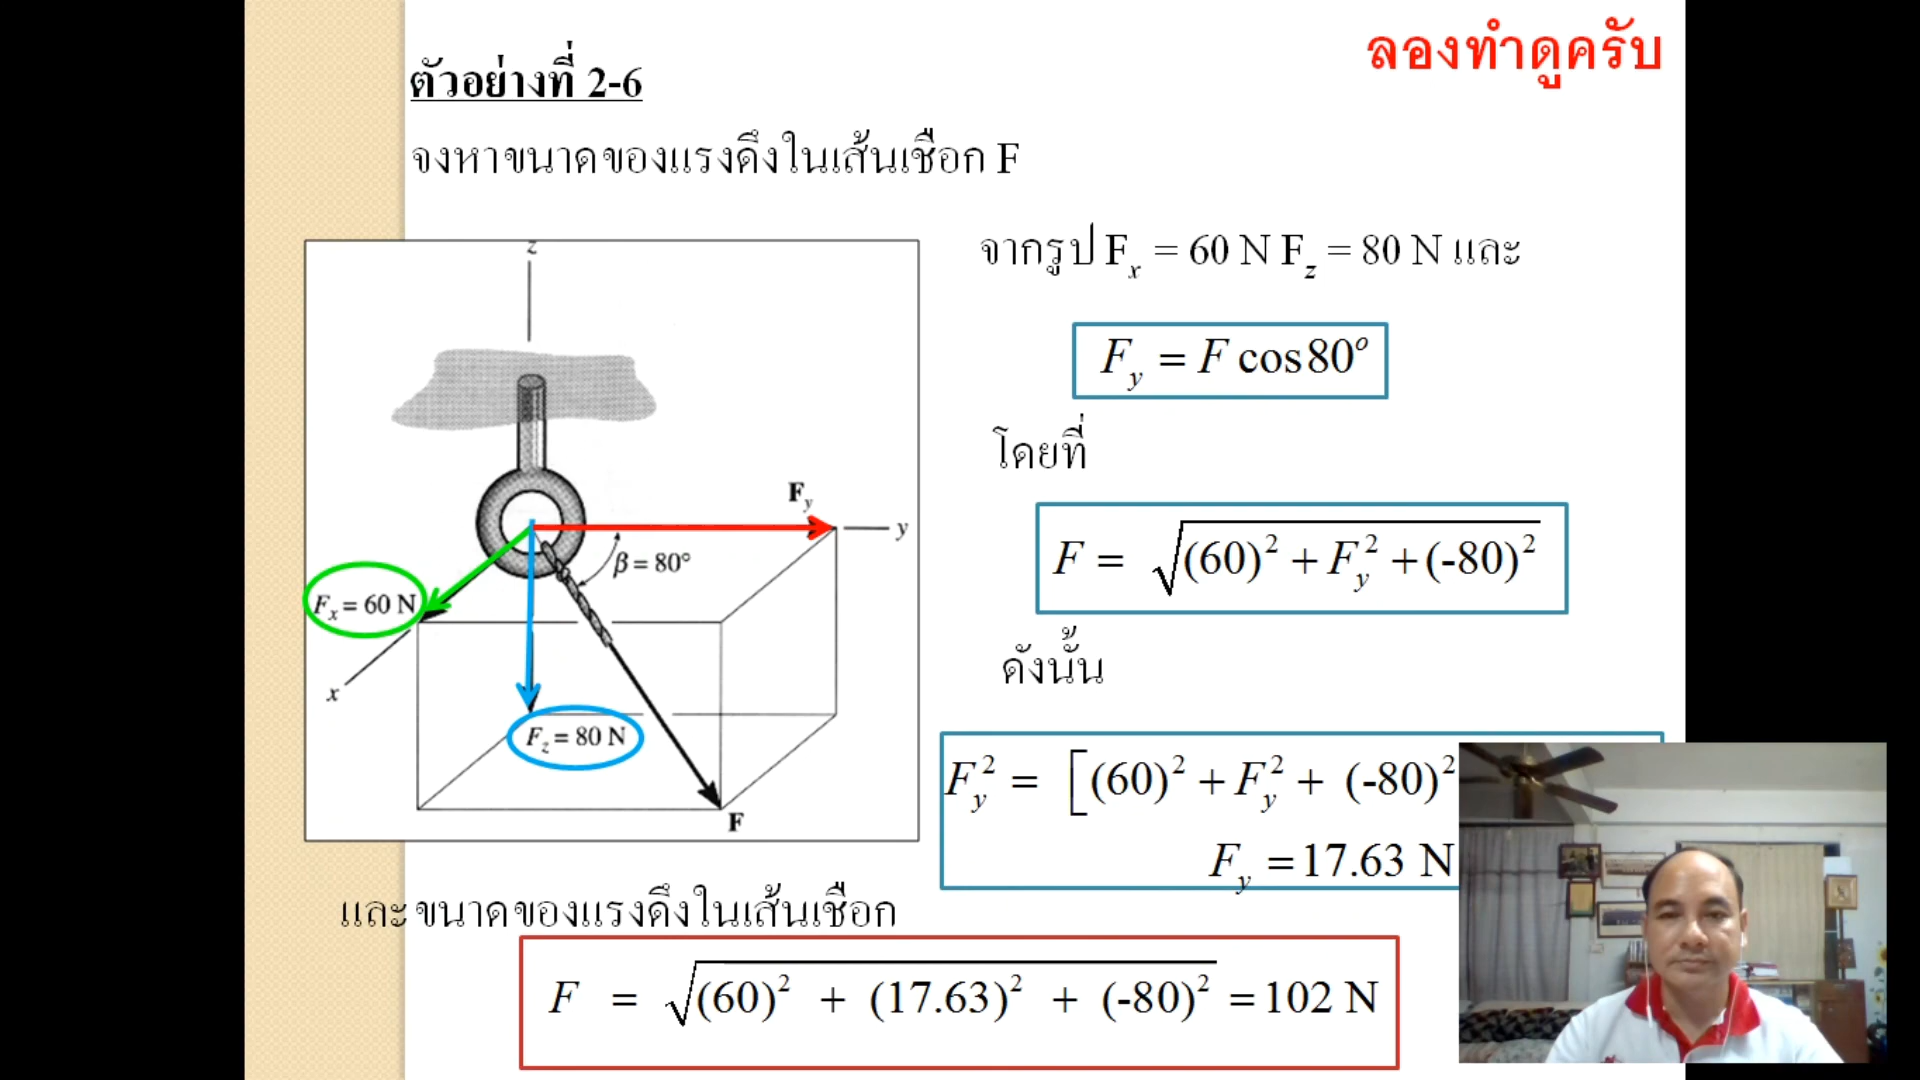 ลองทำดูครับ
ตัวอย่างที่ 2-6
จงหาขนาดของแรงดึงในเส้นเชือก F
จากรูป Fx = 60 N Fz = 80 N และ
Fy = F cos80°
โดยที่
F = √(60)² + Fy² + (-80)²
ดังนั้น
Fy² = [(60)² + Fy² + (-80)²
Fy = 17.63 N
และขนาดของแรงดึงในเส้นเชือก
F = √(60)² + (17.63)² + (-80)² = 102 N
z
Fy
y
β = 80°
Fx = 60 N
x
Fz = 80 N
F